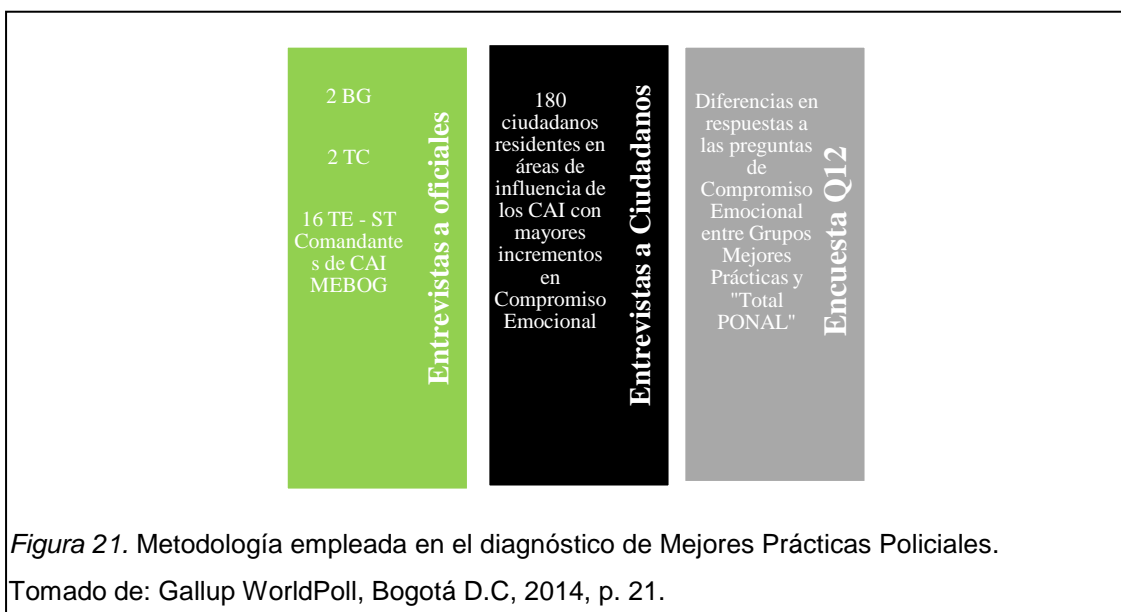 2 BG
2 TC
16 TE - ST
Comandante
s de CAI
MEBOG
Entrevistas a oficiales
180
ciudadanos
residentes en
áreas de
influencia de
los CAI con
mayores
incrementos
en
Compromiso
Emocional
Entrevistas a Ciudadanos
Diferencias en
respuestas a
las preguntas
de
Compromiso
Emocional
entre Grupos
Mejores
Prácticas y
"Total
PONAL"
Encuesta Q12
Figura 21. Metodología empleada en el diagnóstico de Mejores Prácticas Policiales.
Tomado de: Gallup WorldPoll, Bogotá D.C, 2014, p. 21.